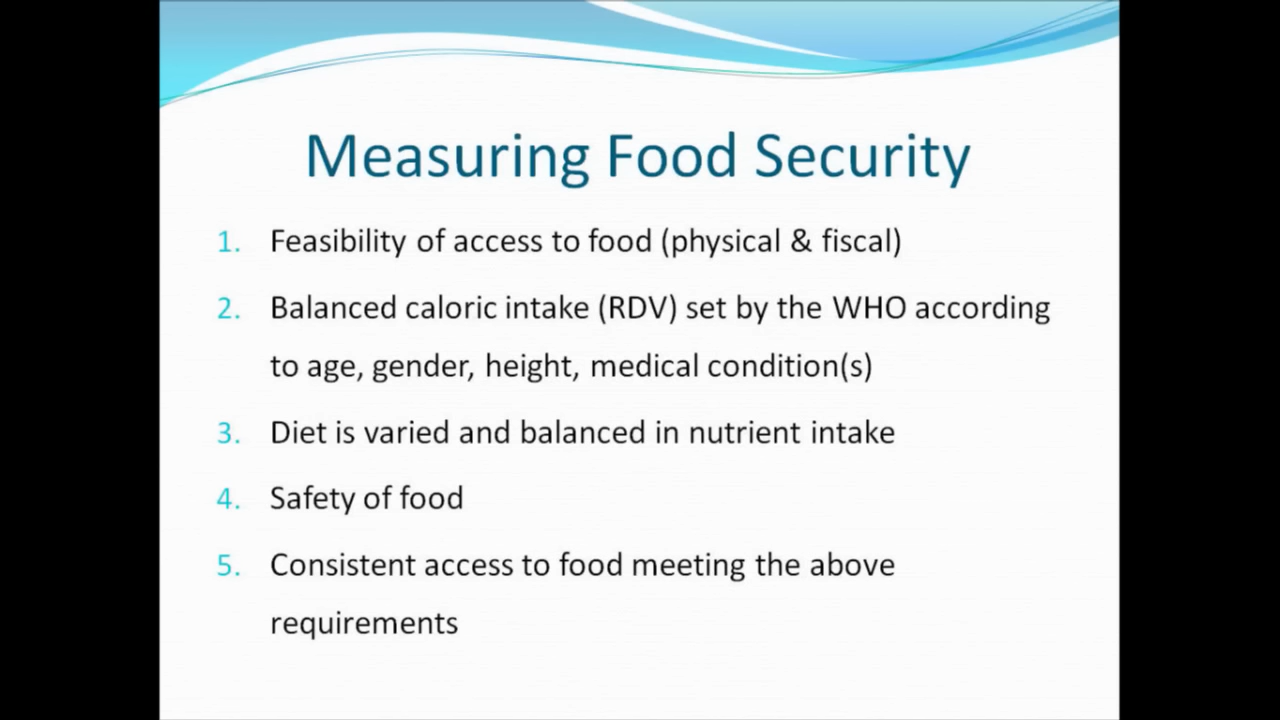 Measuring Food Security
1. Feasibility of access to food (physical & fiscal)
2. Balanced caloric intake (RDV) set by the WHO according
to age, gender, height, medical condition(s)
3. Diet is varied and balanced in nutrient intake
4. Safety of food
5. Consistent access to food meeting the above
requirements